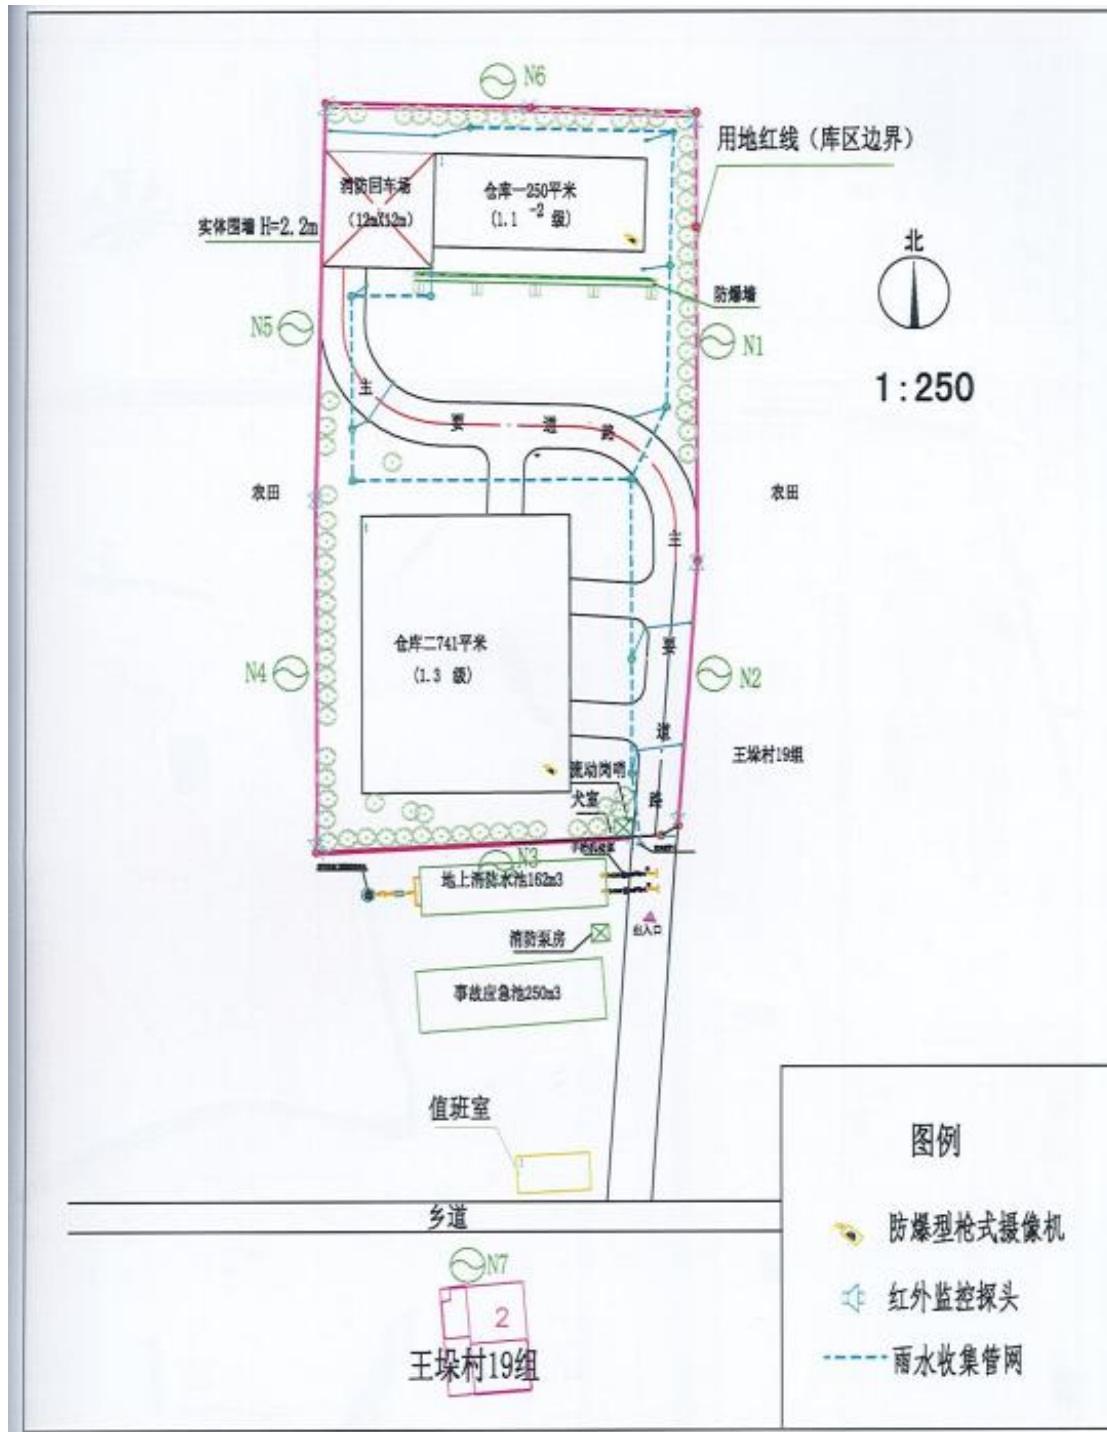 N6
用地红线（库区边界）
消防回车场
（12mX12m）
仓库一250平米
(1.1⁻² 级)
实体围墙 H=2.2m
北
防爆墙
N5
N1
1:250
主
要
道
路
农田
农田
主
仓库二741平米
(1.3 级)
要
N4
N2
道
王垛村19组
流动岗哨
犬室
路
N3
地上消防水池162m3
出入口
消防泵房
事故应急池250m3
值班室
图例
乡道
防爆型枪式摄像机
N7
红外监控探头
2
王垛村19组
雨水收集管网